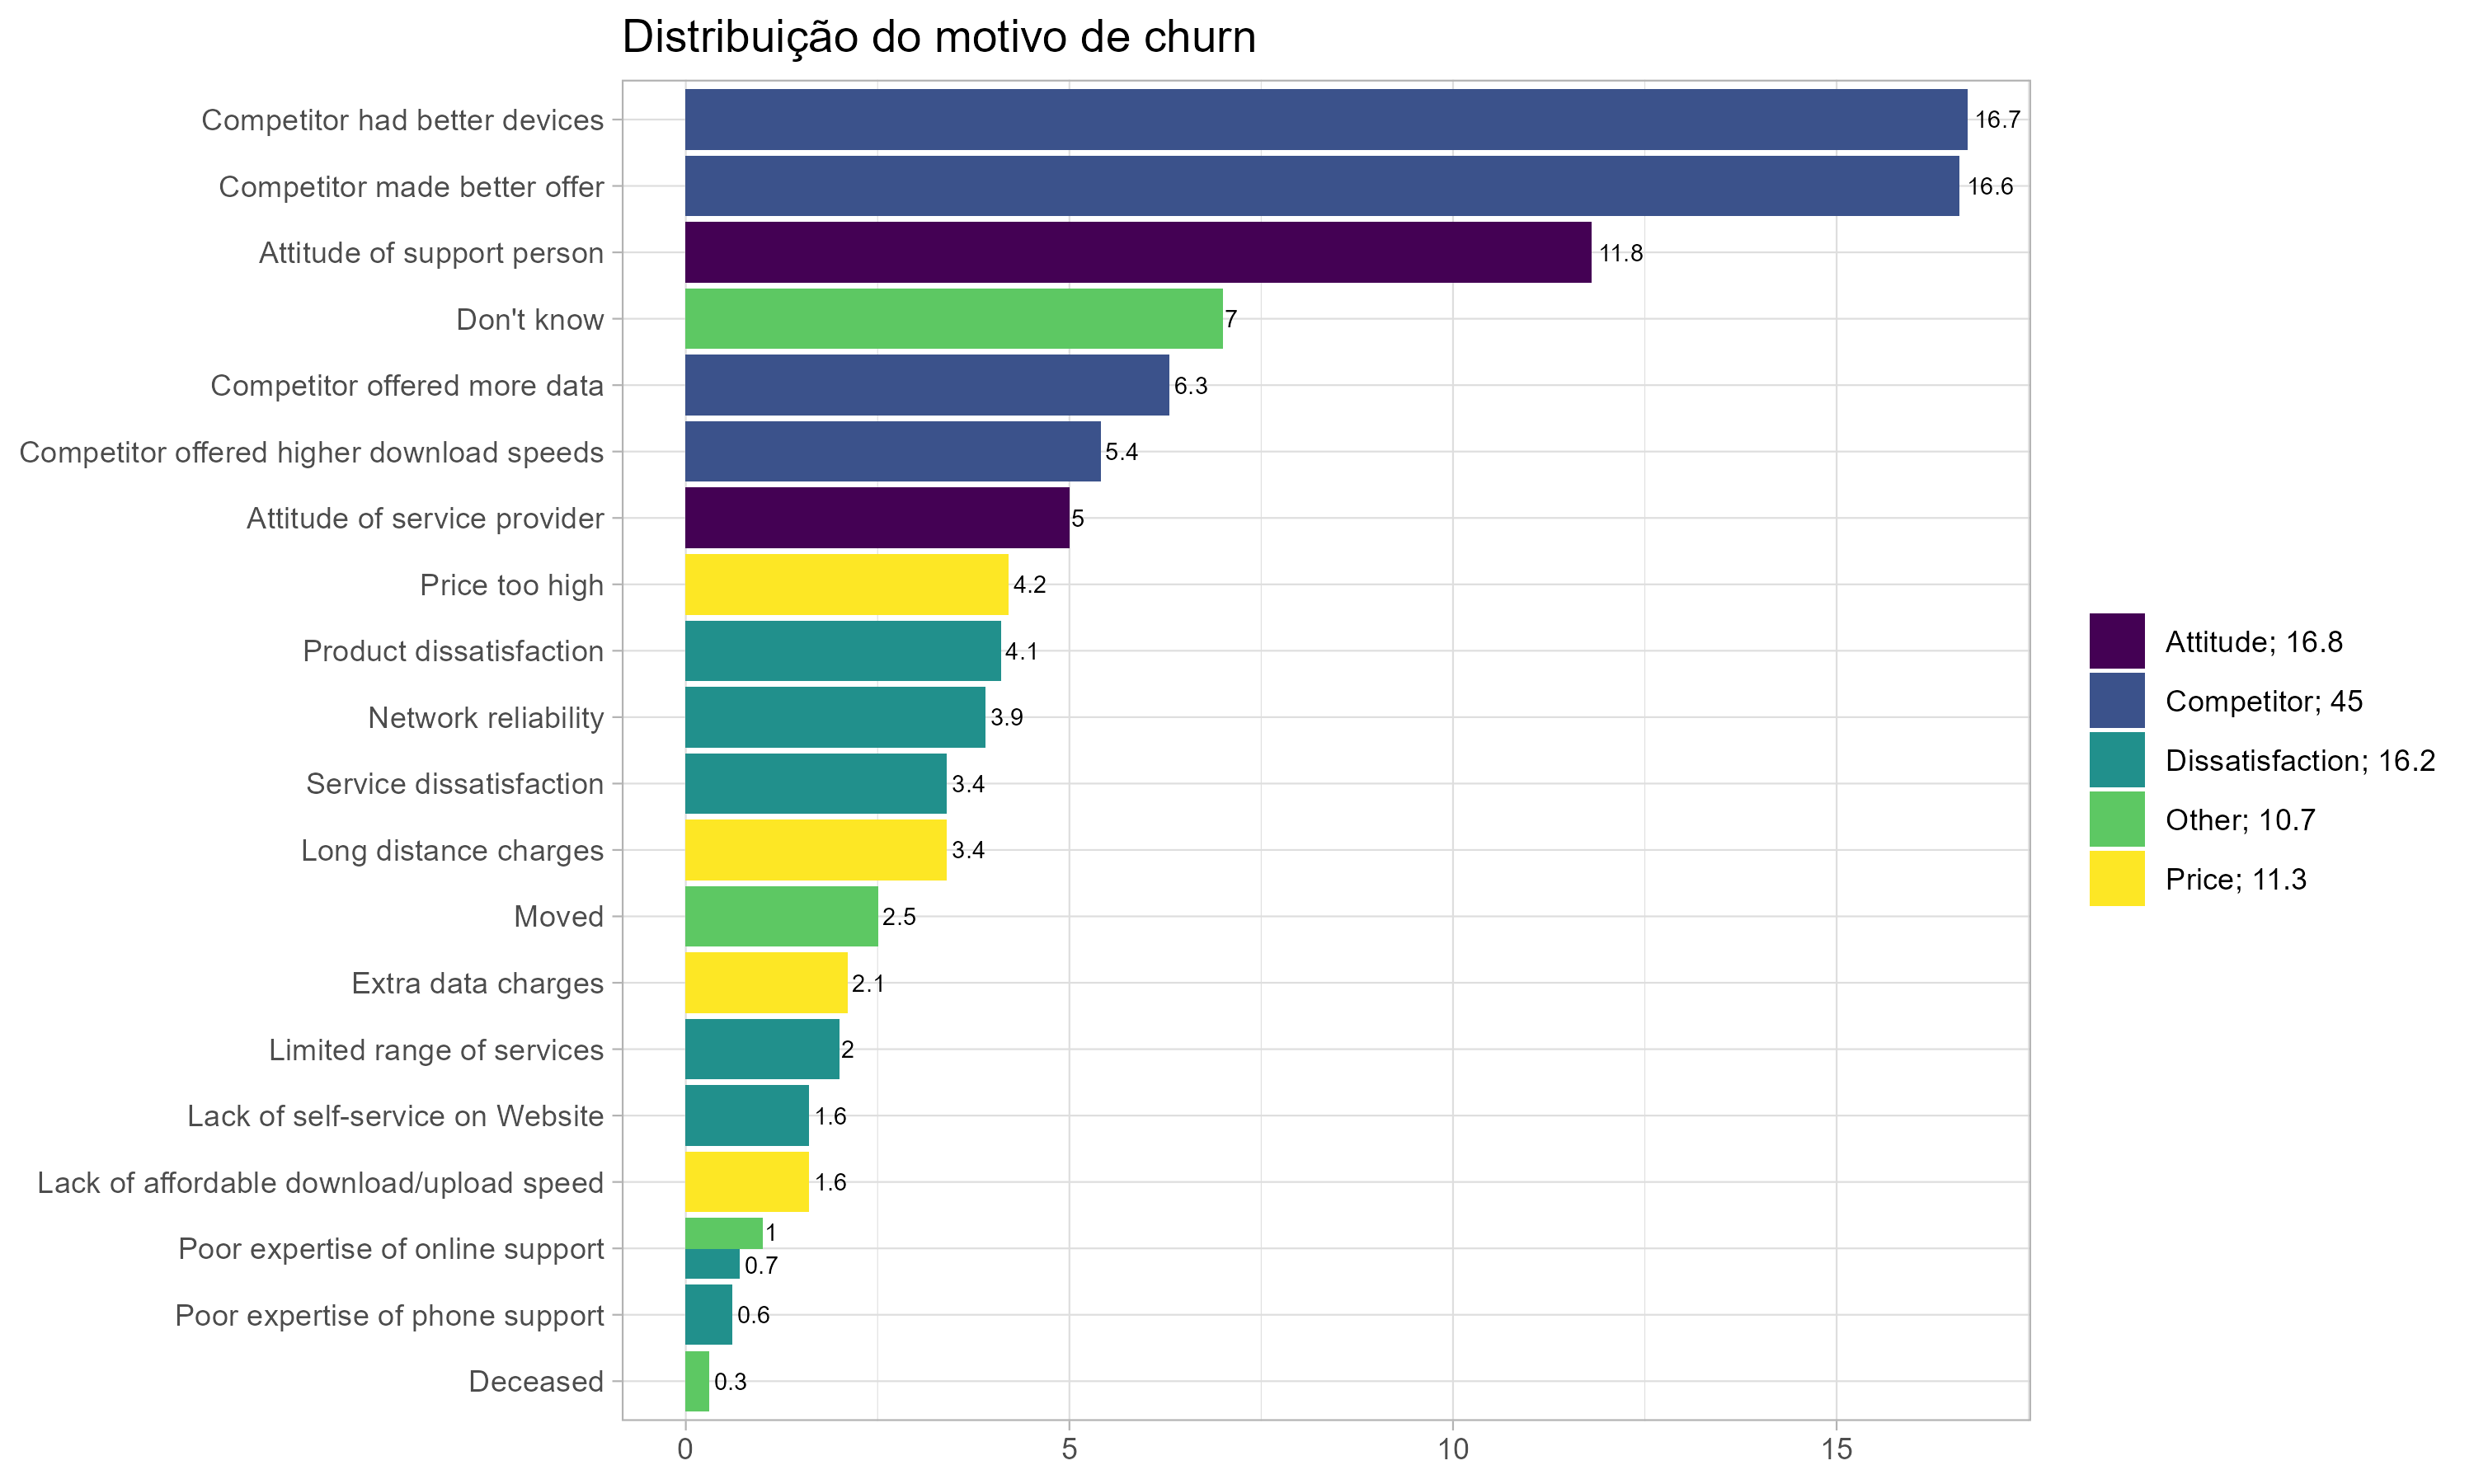 Distribuição do motivo de churn
Competitor had better devices 16.7
Competitor made better offer 16.6
Attitude of support person 11.8
Don't know 7
Competitor offered more data 6.3
Competitor offered higher download speeds 5.4
Attitude of service provider 5
Price too high 4.2
Product dissatisfaction 4.1
Network reliability 3.9
Service dissatisfaction 3.4
Long distance charges 3.4
Moved 2.5
Extra data charges 2.1
Limited range of services 2
Lack of self-service on Website 1.6
Lack of affordable download/upload speed 1.6
Poor expertise of online support 1
0.7
Poor expertise of phone support 0.6
Deceased 0.3
0 5 10 15
Attitude; 16.8
Competitor; 45
Dissatisfaction; 16.2
Other; 10.7
Price; 11.3